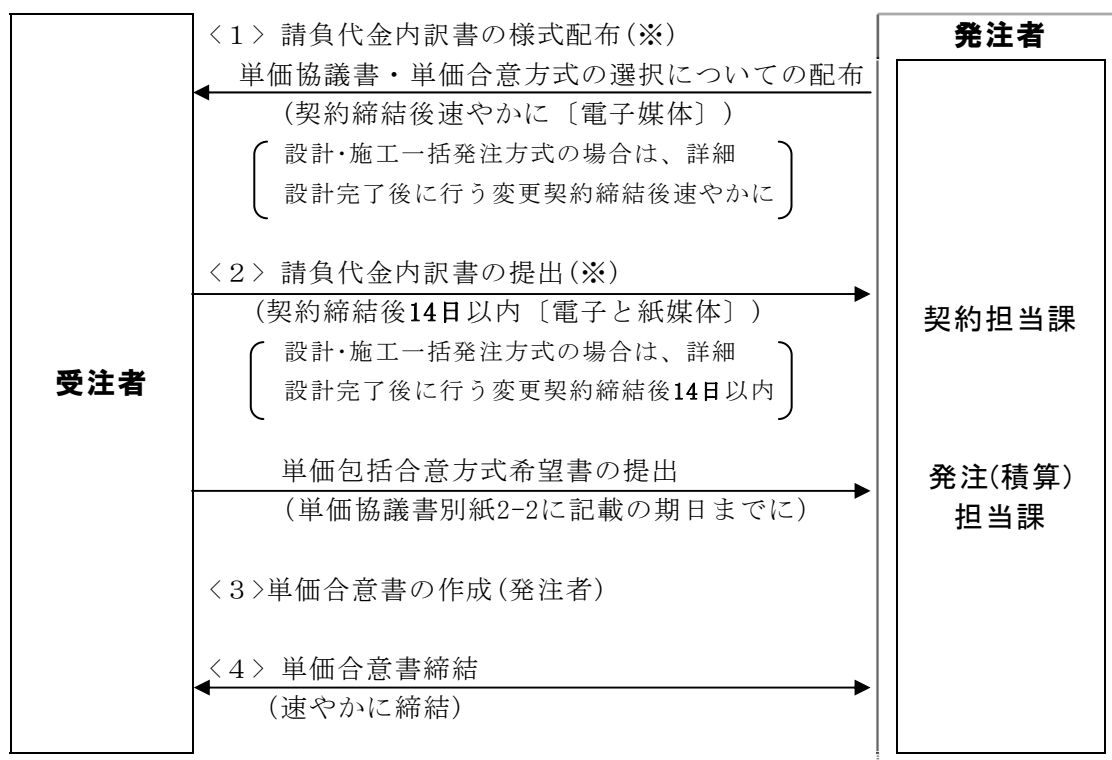 発注者
<1> 請負代金内訳書の様式配布(※)
単価協議書・単価合意方式の選択についての配布
(契約締結後速やかに〔電子媒体〕)
設計・施工一括発注方式の場合は、詳細
設計完了後に行う変更契約締結後速やかに
<2> 請負代金内訳書の提出(※)
(契約締結後14日以内〔電子と紙媒体〕)
設計・施工一括発注方式の場合は、詳細
設計完了後に行う変更契約締結後14日以内
受注者
契約担当課
単価包括合意方式希望書の提出
(単価協議書別紙2-2に記載の期日までに)
発注(積算)
担当課
<3>単価合意書の作成(発注者)
<4> 単価合意書締結
(速やかに締結)